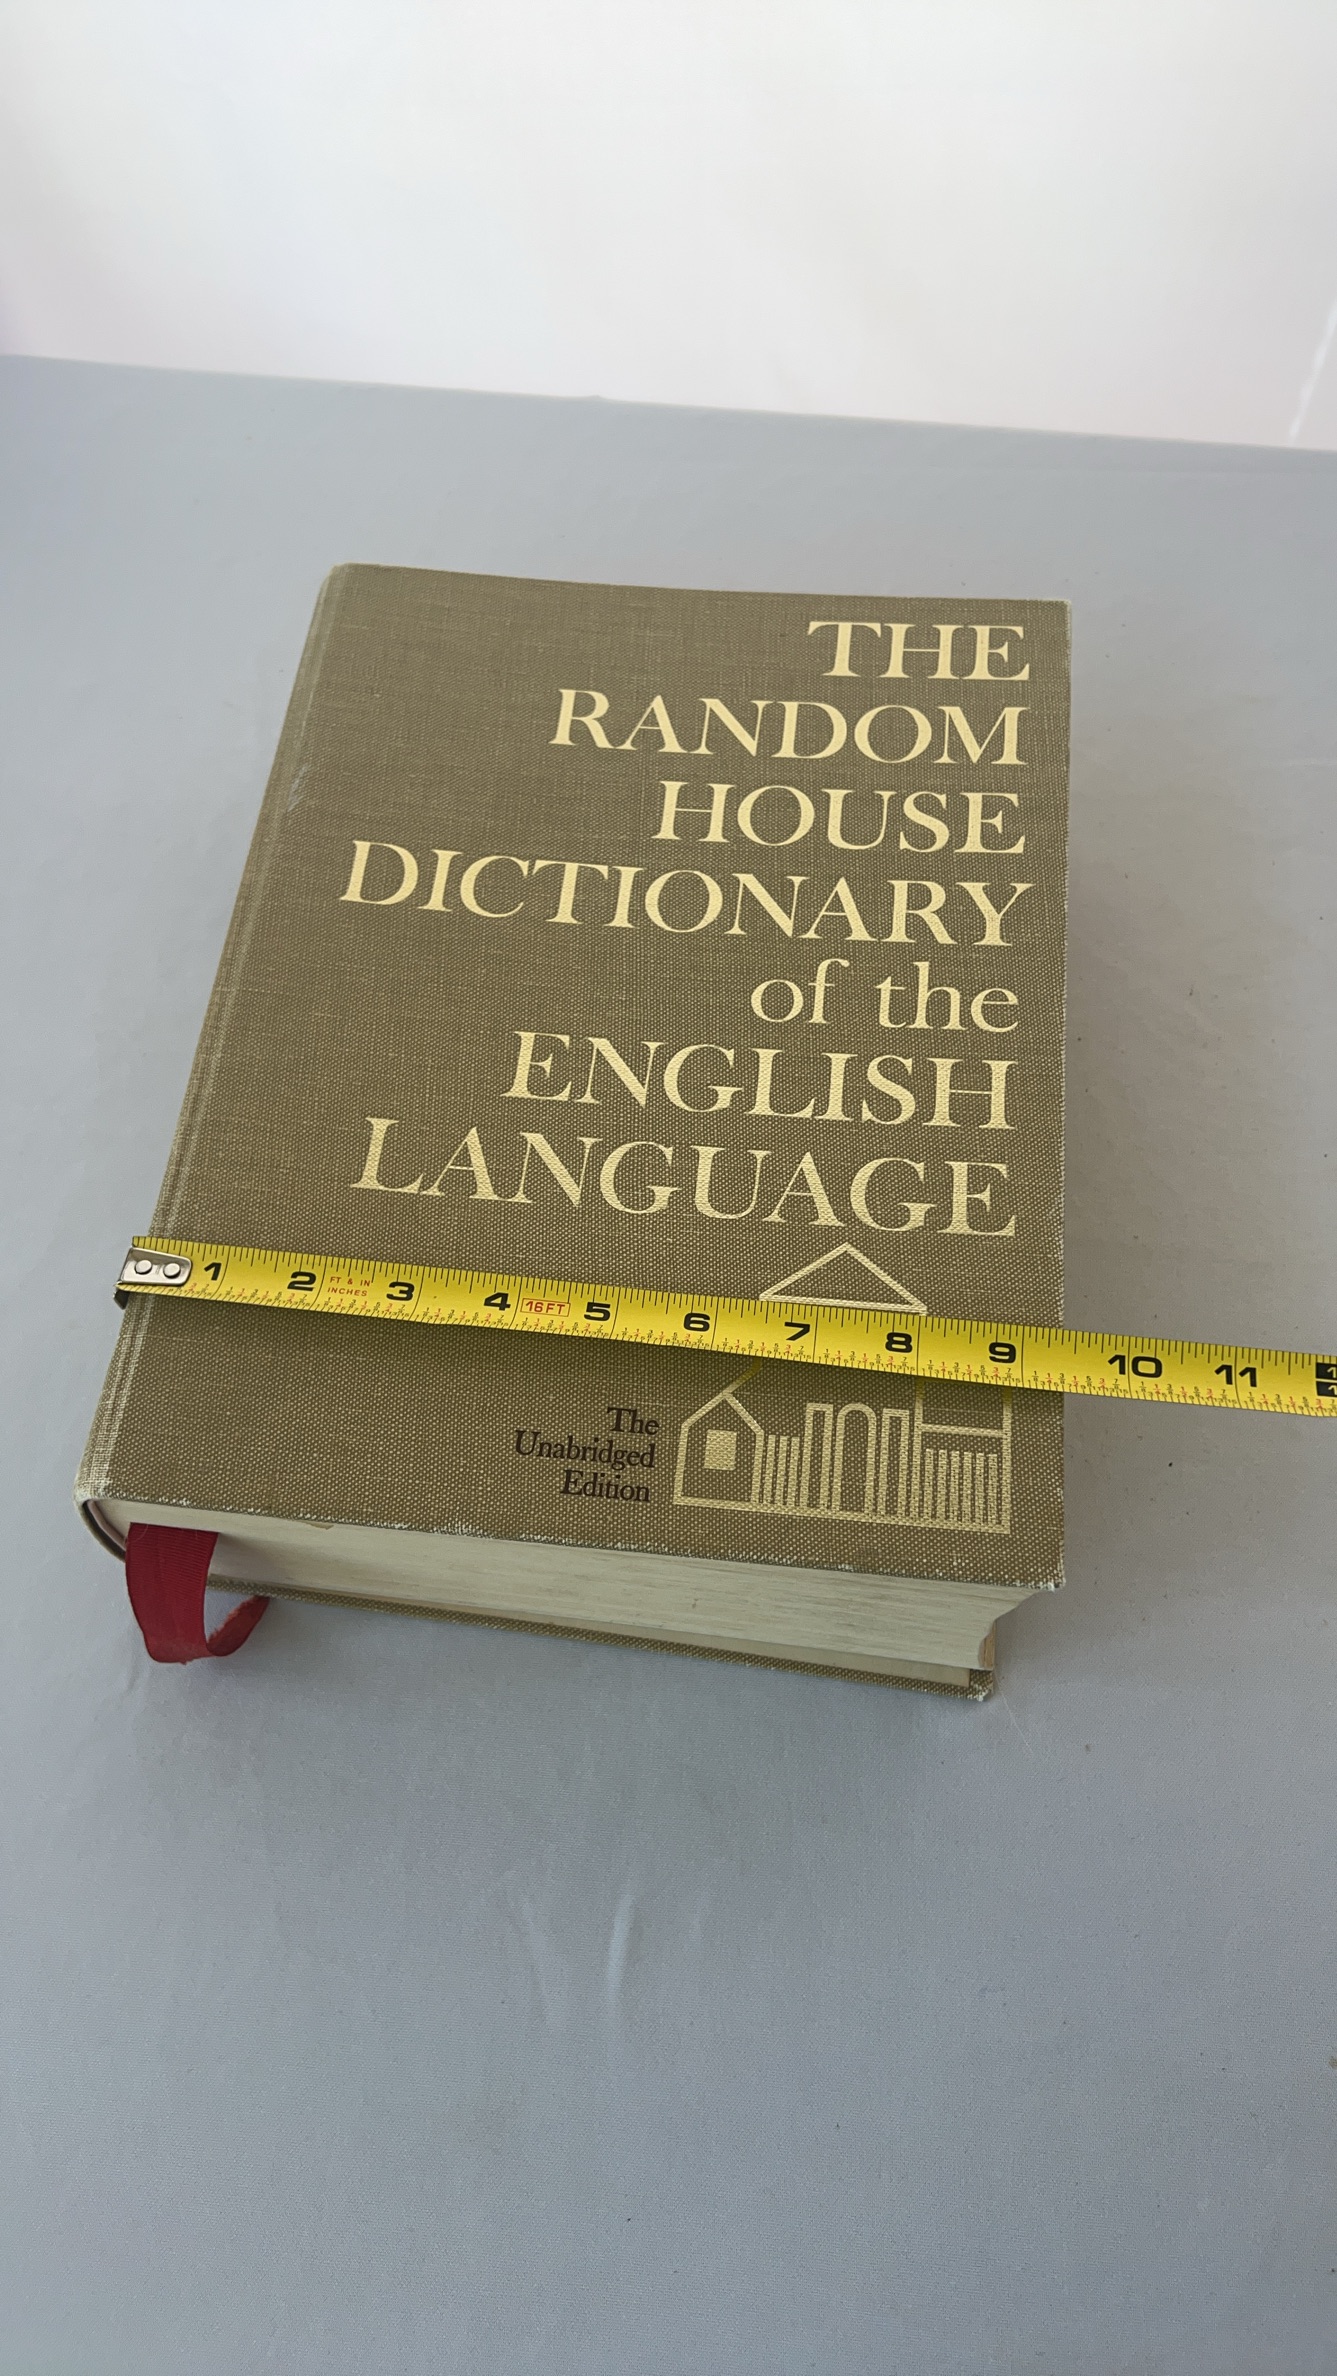 THE
RANDOM
HOUSE
DICTIONARY
of the
ENGLISH
LANGUAGE
1 2 FT & IN 3 4 16FT 5 6 7 8 9 10 11
INCHES
The
Unabridged
Edition